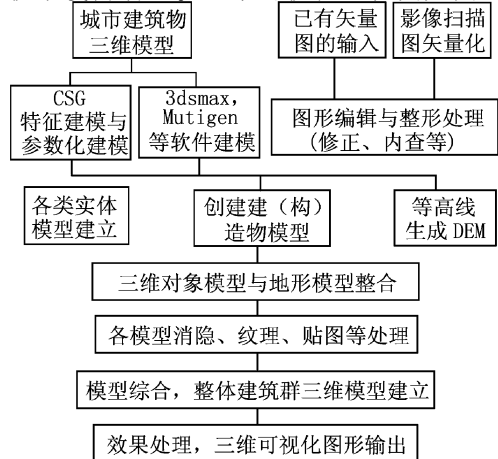 城市建筑物
三维模型
已有矢量
图的输入
影像扫描
图矢量化
CSG
特征建模与
参数化建模
3dsmax,
Mutigen
等软件建模
图形编辑与整形处理
(修正、内查等)
各类实体
模型建立
创建建（构）
造物模型
等高线
生成DEM
三维对象模型与地形模型整合
各模型消隐、纹理、贴图等处理
模型综合，整体建筑群三维模型建立
效果处理，三维可视化图形输出